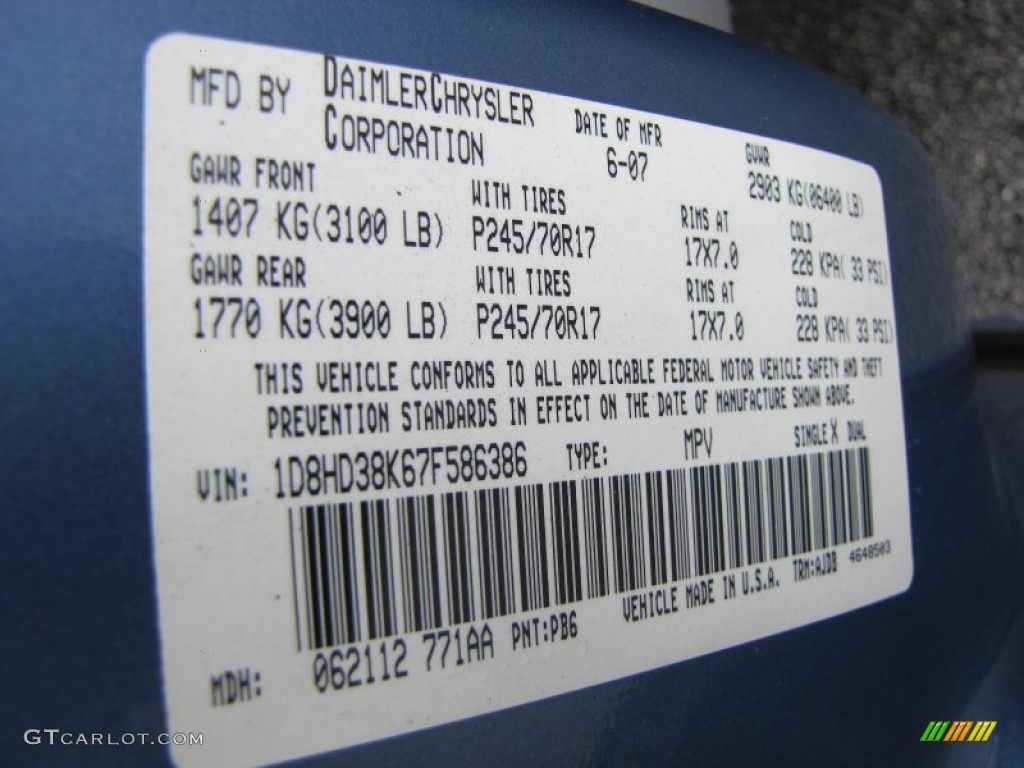 MFD BY DAIMLERCHRYSLER CORPORATION DATE OF MFR 6-07 GVWR 2903 KG(06400 LB)
GAWR FRONT WITH TIRES RIMS AT COLD
1407 KG(3100 LB) P245/70R17 17X7.0 228 KPA( 33 PSI)
GAWR REAR WITH TIRES RIMS AT COLD
1770 KG(3900 LB) P245/70R17 17X7.0 228 KPA( 33 PSI)
THIS VEHICLE CONFORMS TO ALL APPLICABLE FEDERAL MOTOR VEHICLE SAFETY AND THEFT
PREVENTION STANDARDS IN EFFECT ON THE DATE OF MANUFACTURE SHOWN ABOVE.
VIN: 1D8HD38K67F586386 TYPE: MPV SINGLE X DUAL
MDH: 062112 771AA PNT:PB6 VEHICLE MADE IN U.S.A. TRM:AJDB 4648503
GTCARLOT.COM